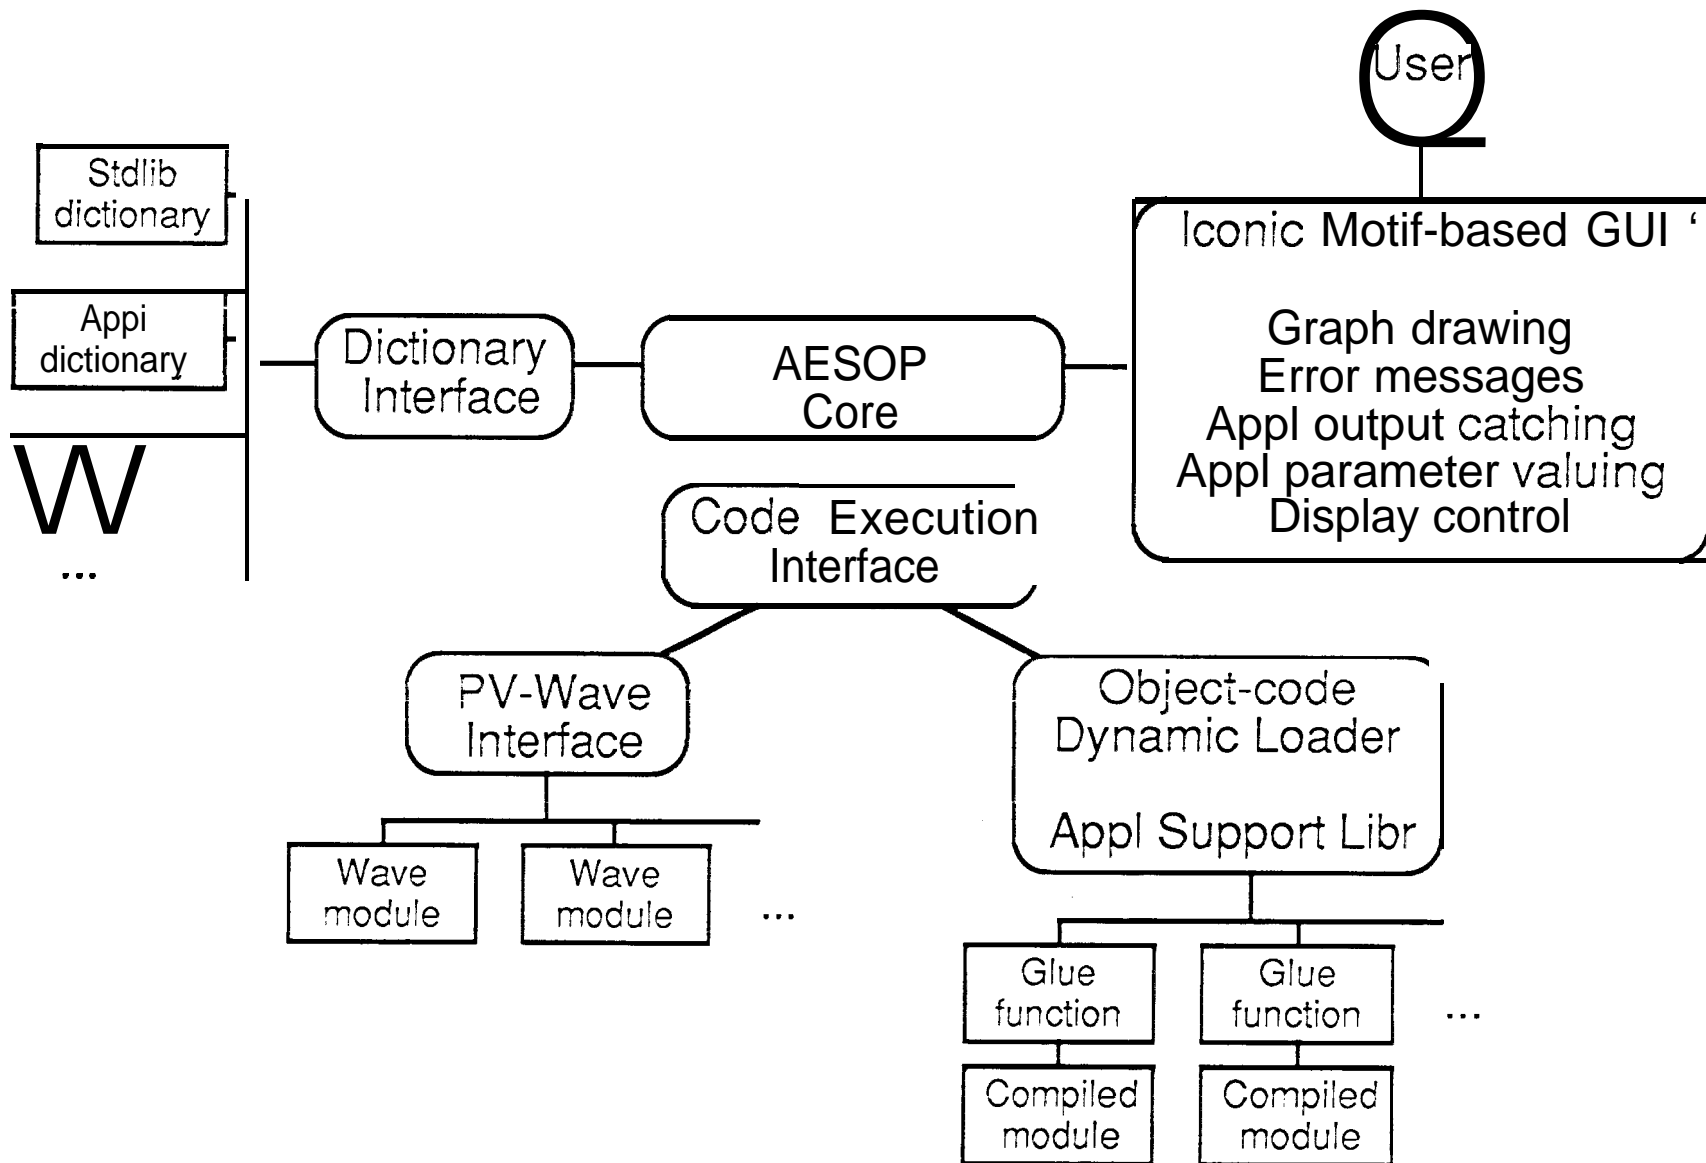 User
Stdlib
dictionary
Appi
dictionary
W
...
Dictionary
Interface
AESOP
Core
Iconic Motif-based GUI ‘
Graph drawing
Error messages
Appl output catching
Appl parameter valuing
Display control
Code Execution
Interface
PV-Wave
Interface
Wave
module
Wave
module
...
Object-code
Dynamic Loader
Appl Support Libr
Glue
function
Glue
function
...
Compiled
module
Compiled
module